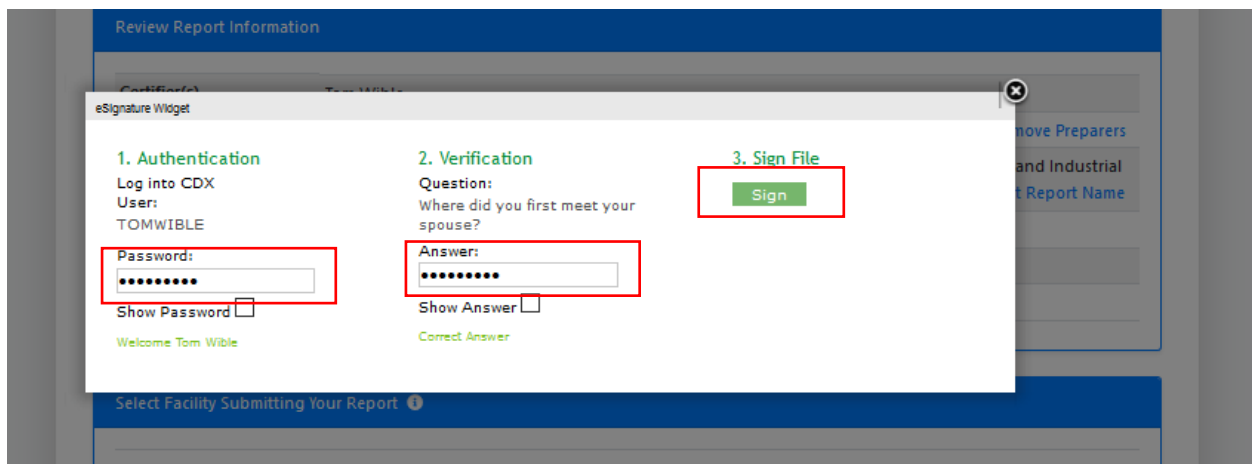 Review Report Information
Certifier(s) Tom Wible
eSignature Widget
move Preparers
1. Authentication
Log into CDX
User:
TOMWIBLE
Password:
•••••••••
Show Password
Welcome Tom Wible
2. Verification
Question:
Where did you first meet your
spouse?
Answer:
•••••••••
Show Answer
Correct Answer
3. Sign File
Sign
and Industrial
t Report Name
Select Facility Submitting Your Report